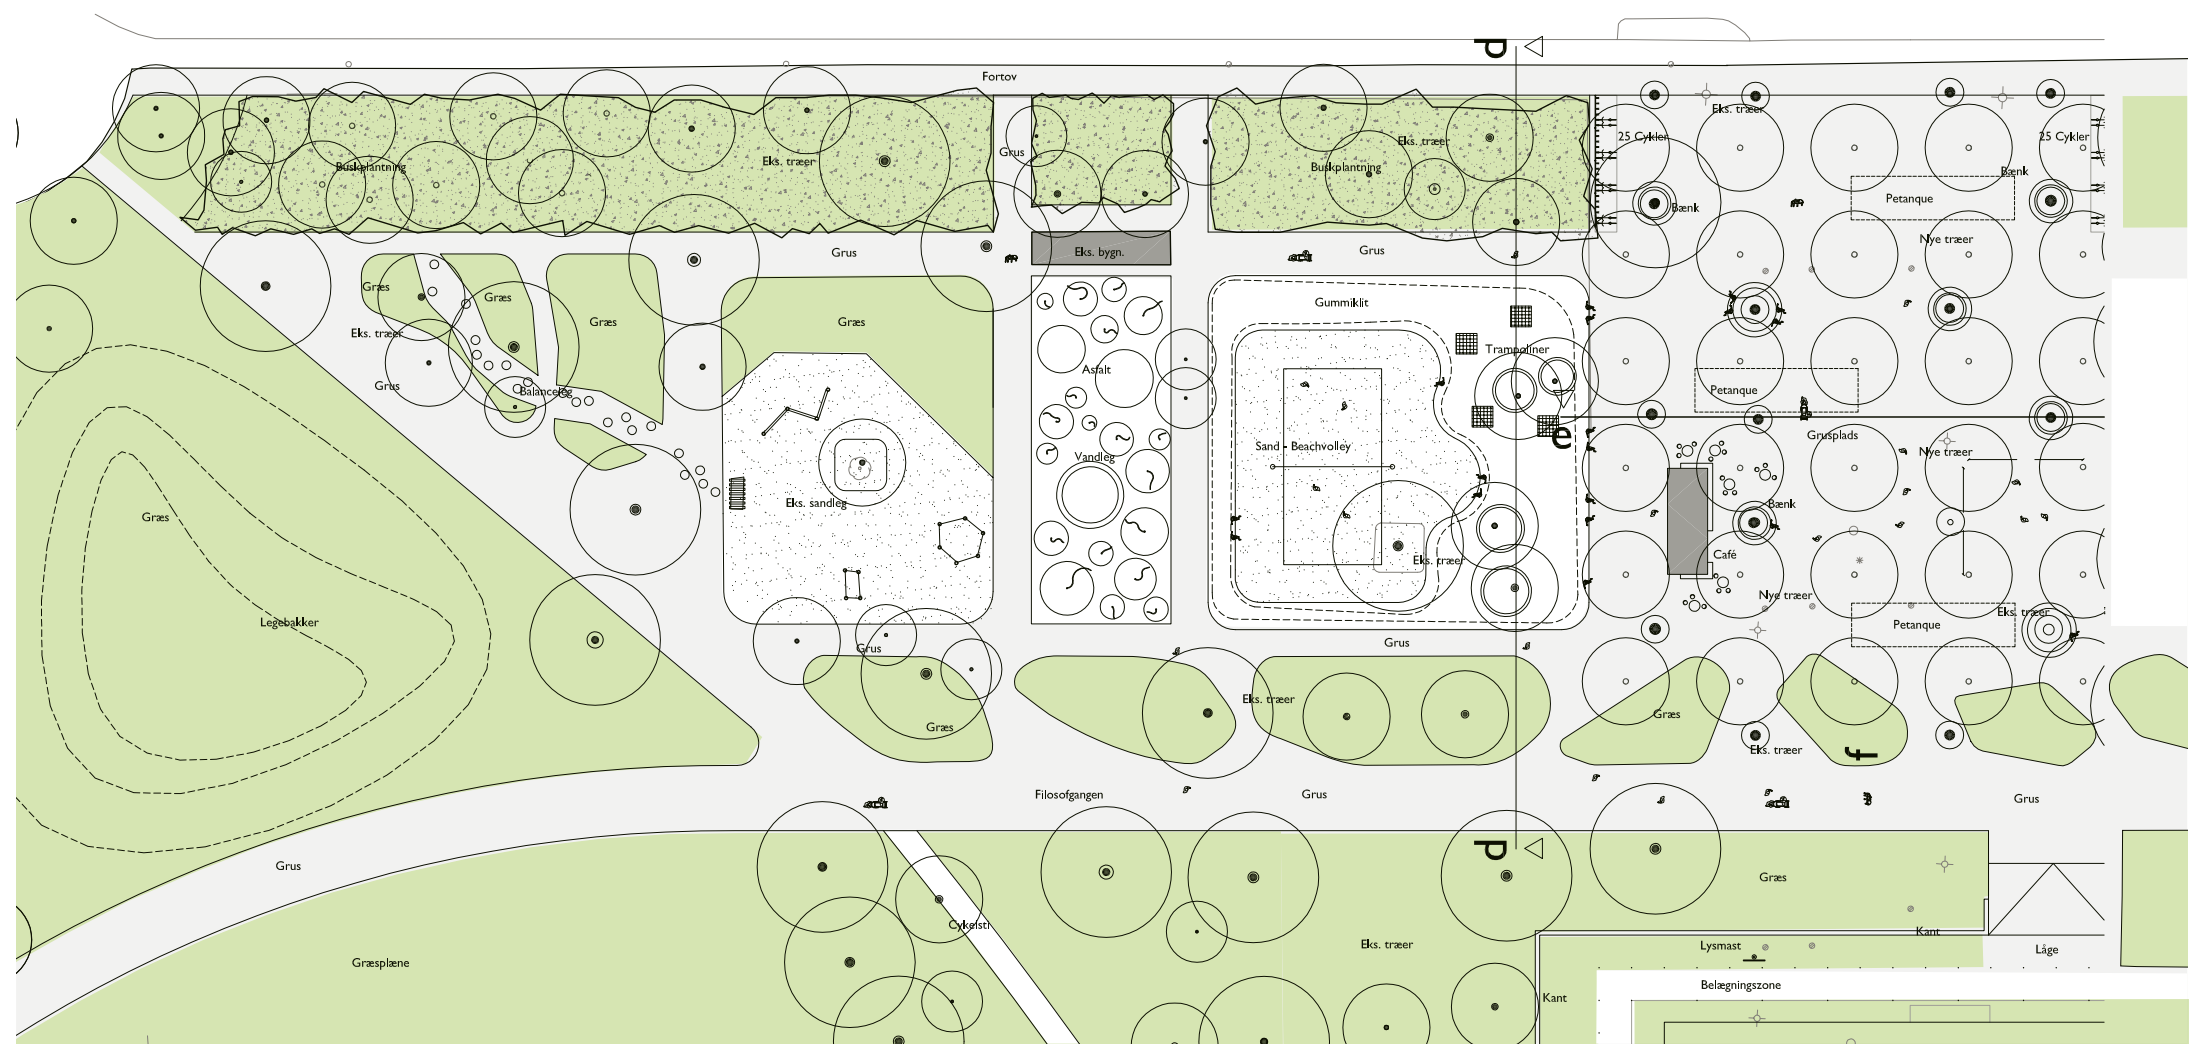 d
Fortov
Eks. træer
25 Cykler
25 Cykler
Grus
Eks. træer
Eks. træer
Buskplantning
Buskplantning
Bænk
Petanque
Bænk
Nye træer
Grus
Eks. bygn.
Grus
Græs
Græs
Gummiklit
Græs
Græs
Eks. træer
Trampoliner
Asfalt
Grus
Balanceleg
Petanque
e
Grusplads
Sand - Beachvolley
Nye træer
Vandleg
Eks. sandleg
Bænk
Græs
Café
Eks. træer
Nye træer
Legebakker
Eks. træer
Petanque
Grus
Grus
Eks. træer
Græs
Græs
Eks. træer
f
Filosofgangen
Grus
Grus
d
Grus
Græs
Cykelsti
Kant
Eks. træer
Lysmast
Låge
Græsplæne
Belægningszone
Kant